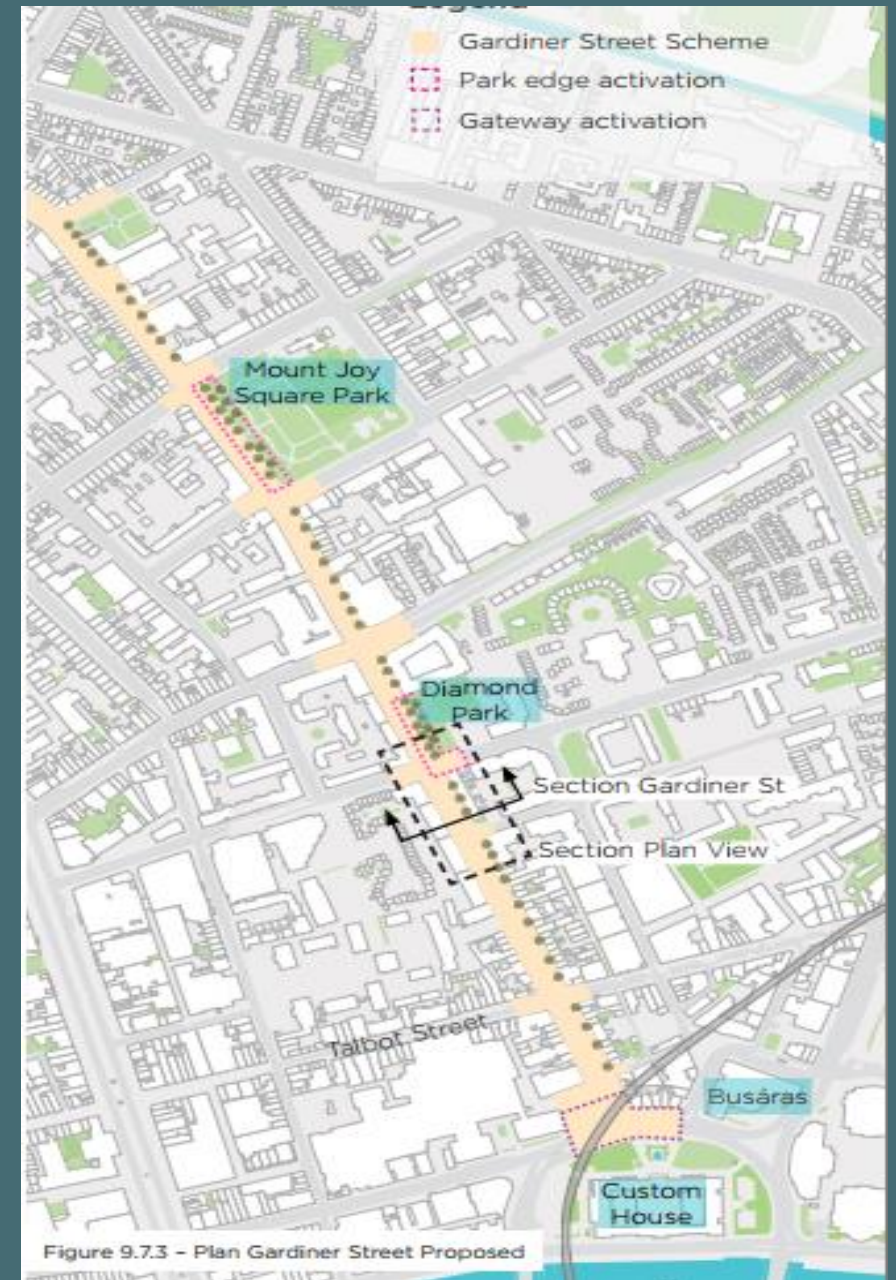 Legend
Gardiner Street Scheme
Park edge activation
Gateway activation
Mount Joy
Square Park
Diamond
Park
Section Gardiner St
Section Plan View
Talbot Street
Busáras
Custom
House
Figure 9.7.3 – Plan Gardiner Street Proposed